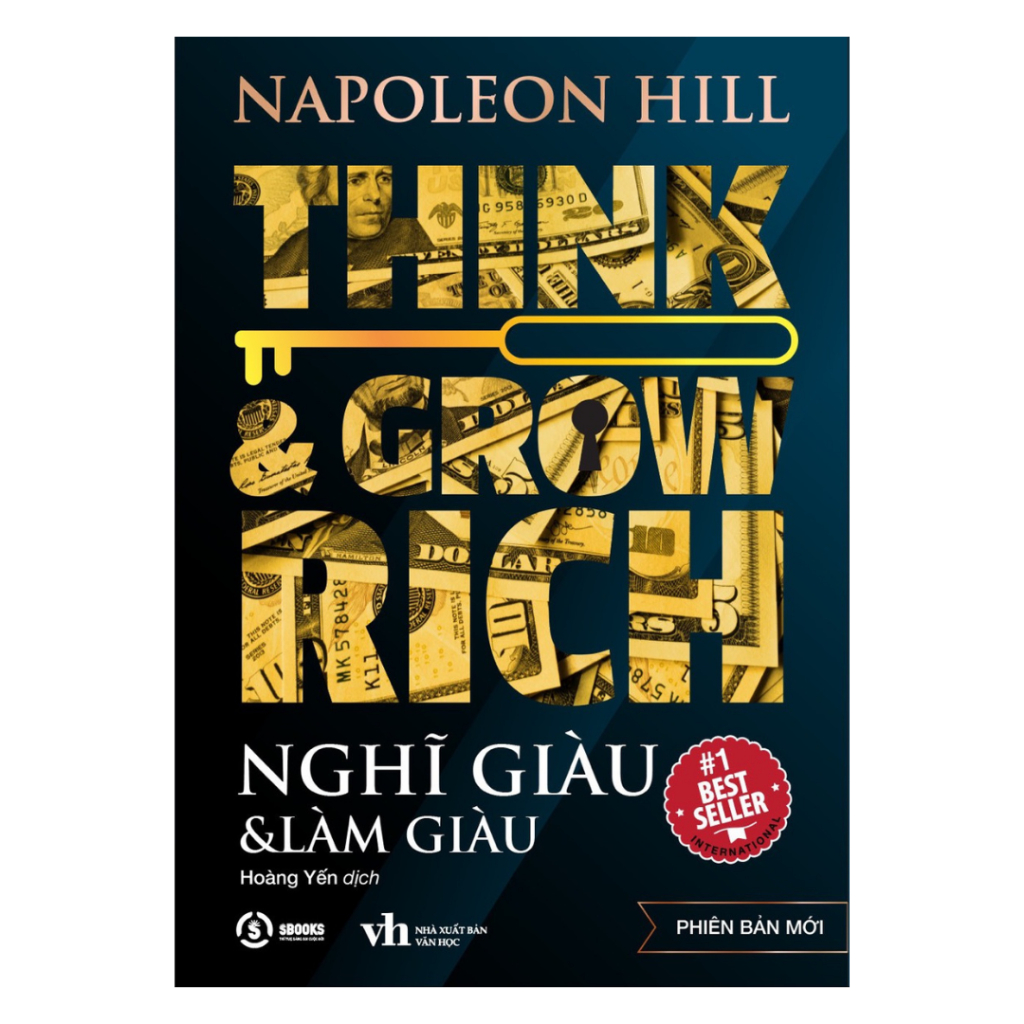 NAPOLEON HILL
THINK
& GROW
RICH
NGHĨ GIÀU
&LÀM GIÀU
Hoàng Yến dịch
#1
BEST
SELLER
INTERNATIONAL
SBOOKS
vh
NHÀ XUẤT BẢN
VĂN HỌC
PHIÊN BẢN MỚI